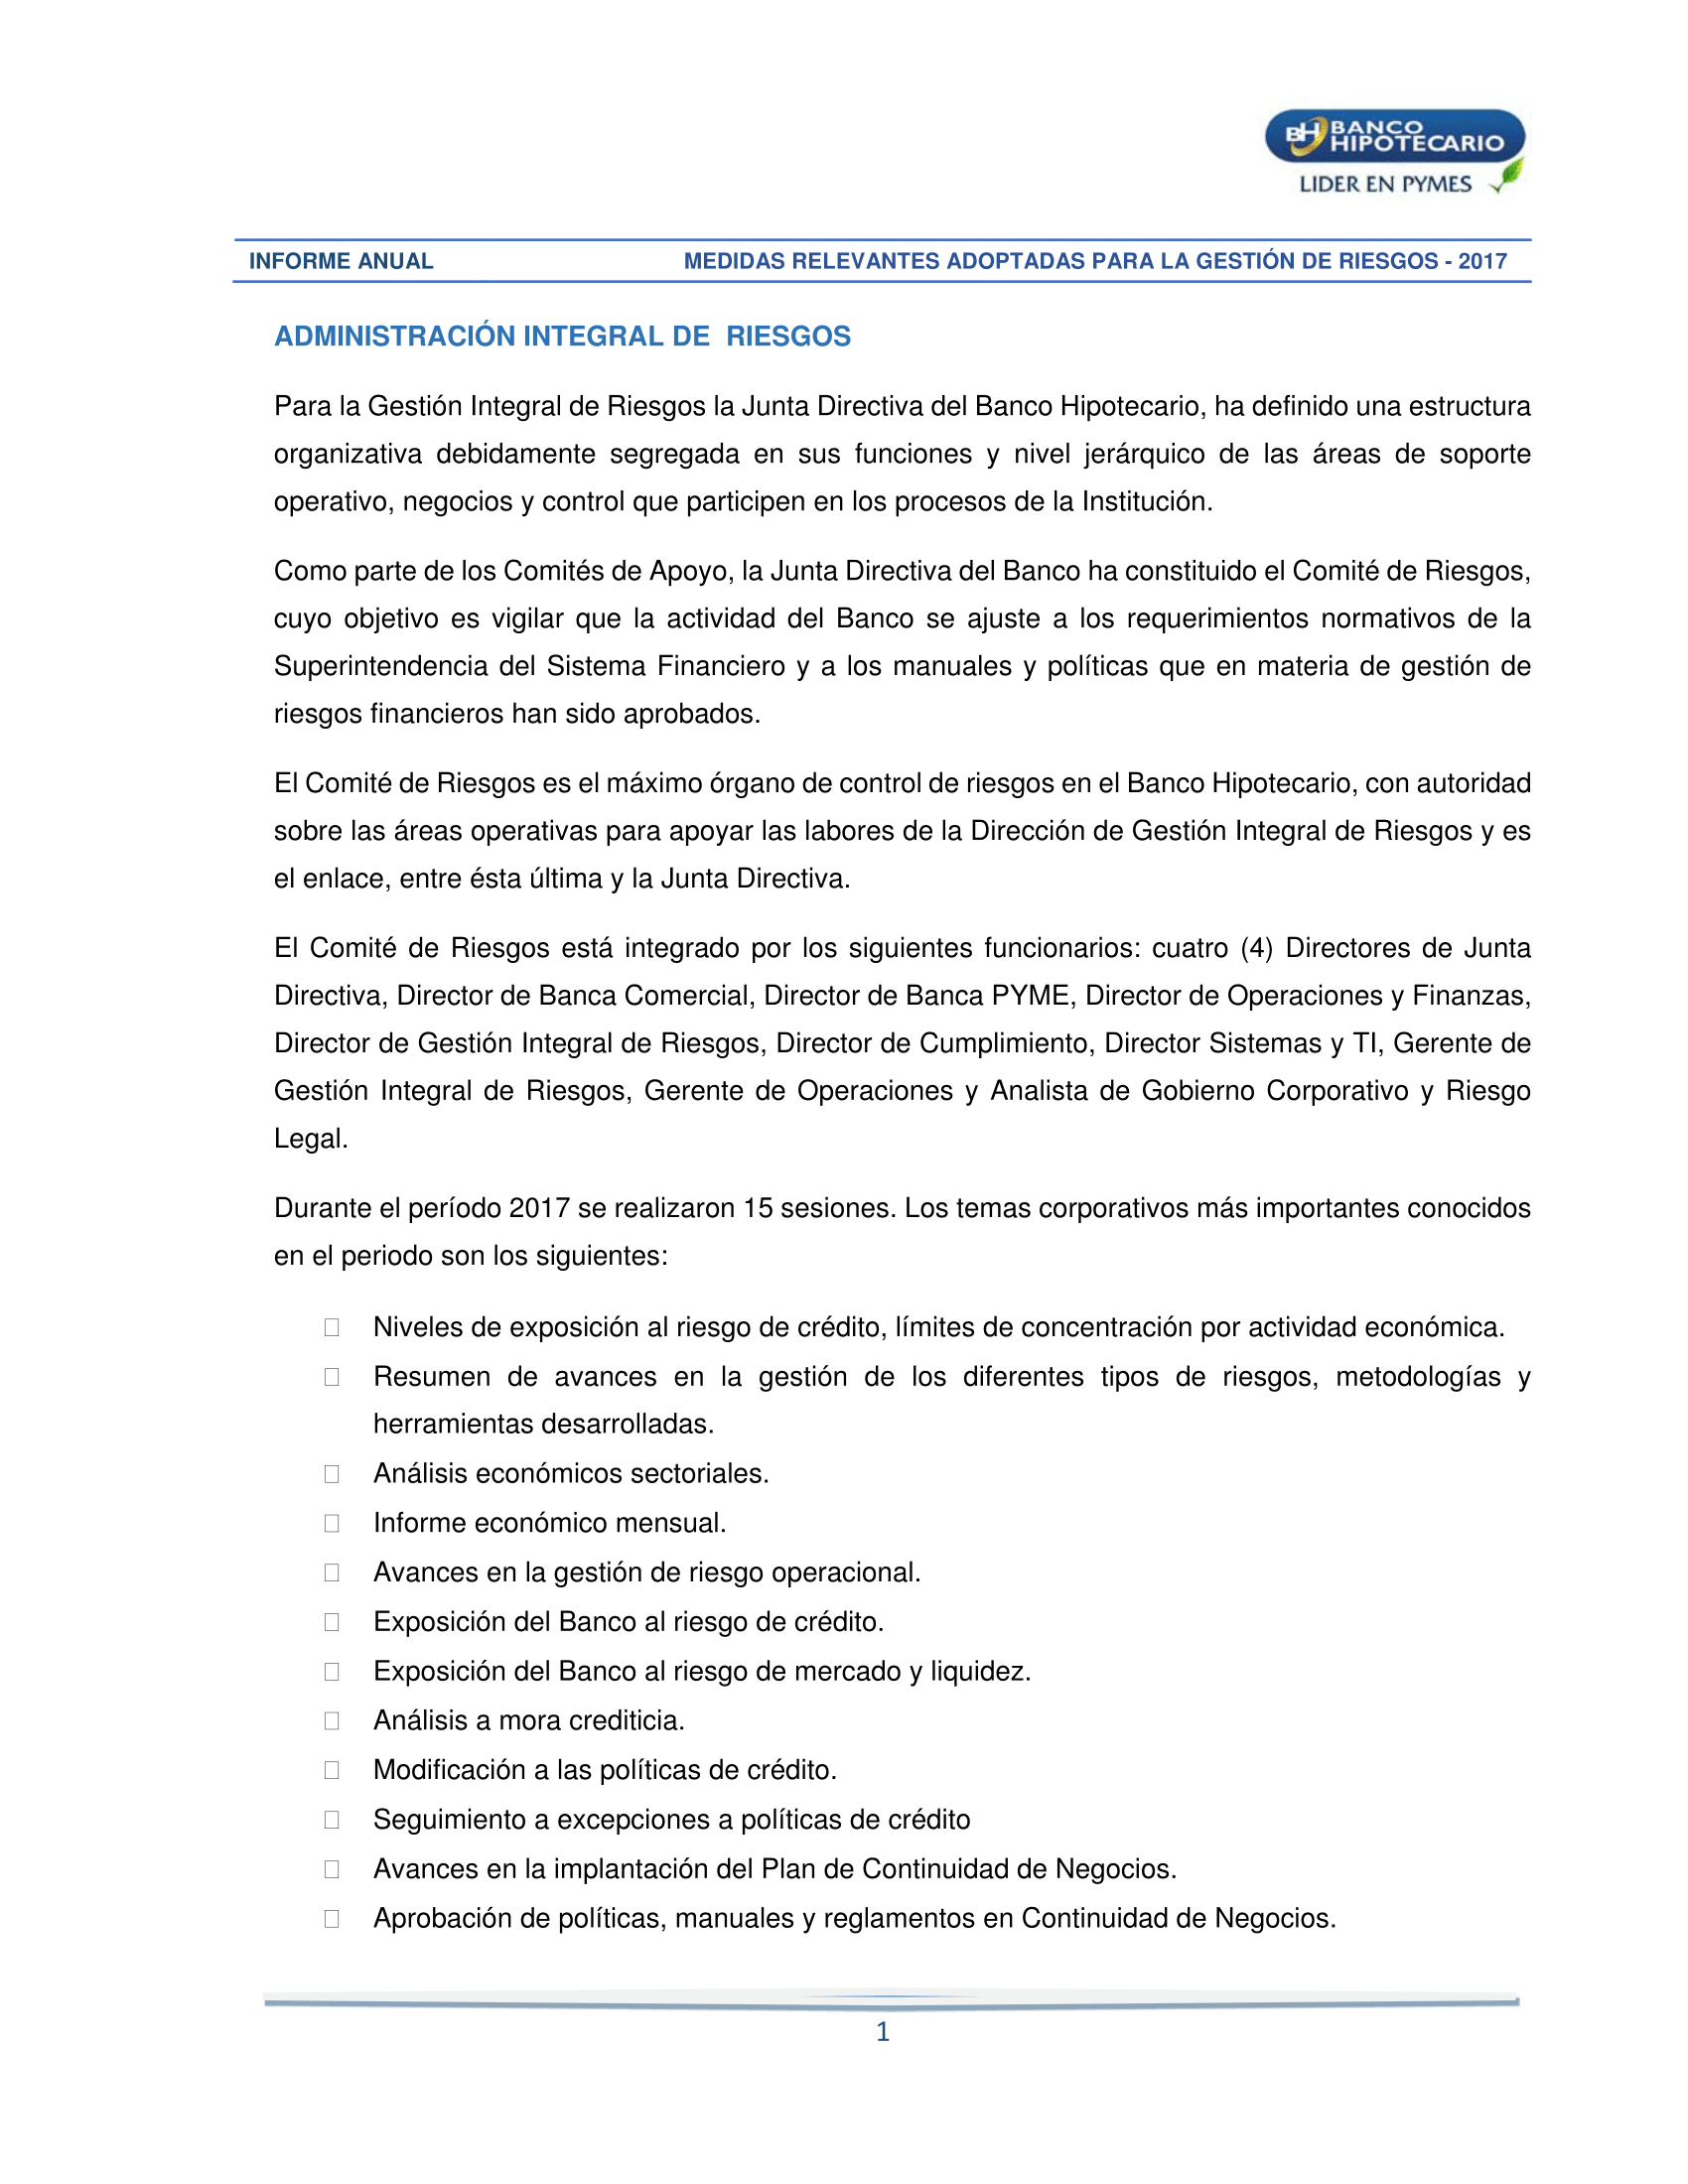 BH BANCO
HIPOTECARIO
LIDER EN PYMES
INFORME ANUAL MEDIDAS RELEVANTES ADOPTADAS PARA LA GESTIÓN DE RIESGOS - 2017
ADMINISTRACIÓN INTEGRAL DE RIESGOS
Para la Gestión Integral de Riesgos la Junta Directiva del Banco Hipotecario, ha definido una estructura
organizativa debidamente segregada en sus funciones y nivel jerárquico de las áreas de soporte
operativo, negocios y control que participen en los procesos de la Institución.
Como parte de los Comités de Apoyo, la Junta Directiva del Banco ha constituido el Comité de Riesgos,
cuyo objetivo es vigilar que la actividad del Banco se ajuste a los requerimientos normativos de la
Superintendencia del Sistema Financiero y a los manuales y políticas que en materia de gestión de
riesgos financieros han sido aprobados.
El Comité de Riesgos es el máximo órgano de control de riesgos en el Banco Hipotecario, con autoridad
sobre las áreas operativas para apoyar las labores de la Dirección de Gestión Integral de Riesgos y es
el enlace, entre ésta última y la Junta Directiva.
El Comité de Riesgos está integrado por los siguientes funcionarios: cuatro (4) Directores de Junta
Directiva, Director de Banca Comercial, Director de Banca PYME, Director de Operaciones y Finanzas,
Director de Gestión Integral de Riesgos, Director de Cumplimiento, Director Sistemas y TI, Gerente de
Gestión Integral de Riesgos, Gerente de Operaciones y Analista de Gobierno Corporativo y Riesgo
Legal.
Durante el período 2017 se realizaron 15 sesiones. Los temas corporativos más importantes conocidos
en el periodo son los siguientes:
Niveles de exposición al riesgo de crédito, límites de concentración por actividad económica.
Resumen de avances en la gestión de los diferentes tipos de riesgos, metodologías y
herramientas desarrolladas.
Análisis económicos sectoriales.
Informe económico mensual.
Avances en la gestión de riesgo operacional.
Exposición del Banco al riesgo de crédito.
Exposición del Banco al riesgo de mercado y liquidez.
Análisis a mora crediticia.
Modificación a las políticas de crédito.
Seguimiento a excepciones a políticas de crédito
Avances en la implantación del Plan de Continuidad de Negocios.
Aprobación de políticas, manuales y reglamentos en Continuidad de Negocios.
1